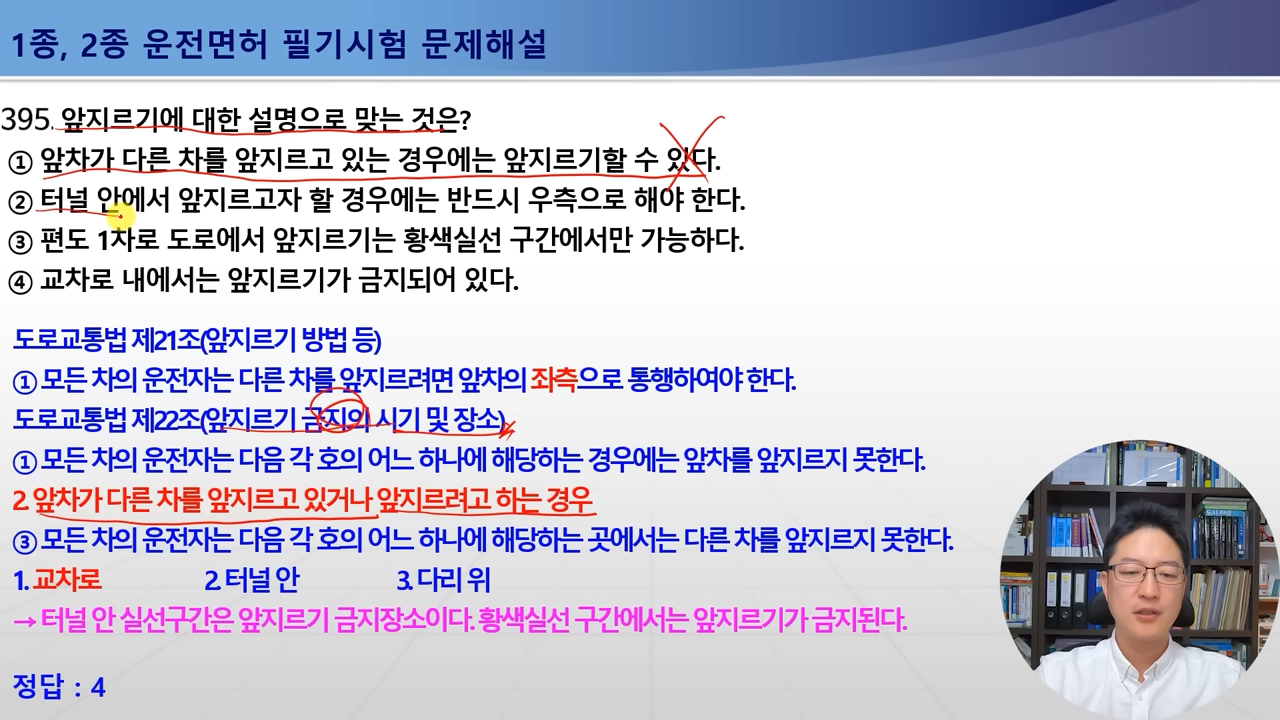 1종, 2종 운전면허 필기시험 문제해설
395. 앞지르기에 대한 설명으로 맞는 것은?
① 앞차가 다른 차를 앞지르고 있는 경우에는 앞지르기할 수 있다.
② 터널 안에서 앞지르고자 할 경우에는 반드시 우측으로 해야 한다.
③ 편도 1차로 도로에서 앞지르기는 황색실선 구간에서만 가능하다.
④ 교차로 내에서는 앞지르기가 금지되어 있다.
도로교통법 제21조(앞지르기 방법 등)
① 모든 차의 운전자는 다른 차를 앞지르려면 앞차의 좌측으로 통행하여야 한다.
도로교통법 제22조(앞지르기 금지의 시기 및 장소)
① 모든 차의 운전자는 다음 각 호의 어느 하나에 해당하는 경우에는 앞차를 앞지르지 못한다.
2. 앞차가 다른 차를 앞지르고 있거나 앞지르려고 하는 경우
③ 모든 차의 운전자는 다음 각 호의 어느 하나에 해당하는 곳에서는 다른 차를 앞지르지 못한다.
1. 교차로 2. 터널 안 3. 다리 위
→ 터널 안 실선구간은 앞지르기 금지장소이다. 황색실선 구간에서는 앞지르기가 금지된다.
정답 : 4